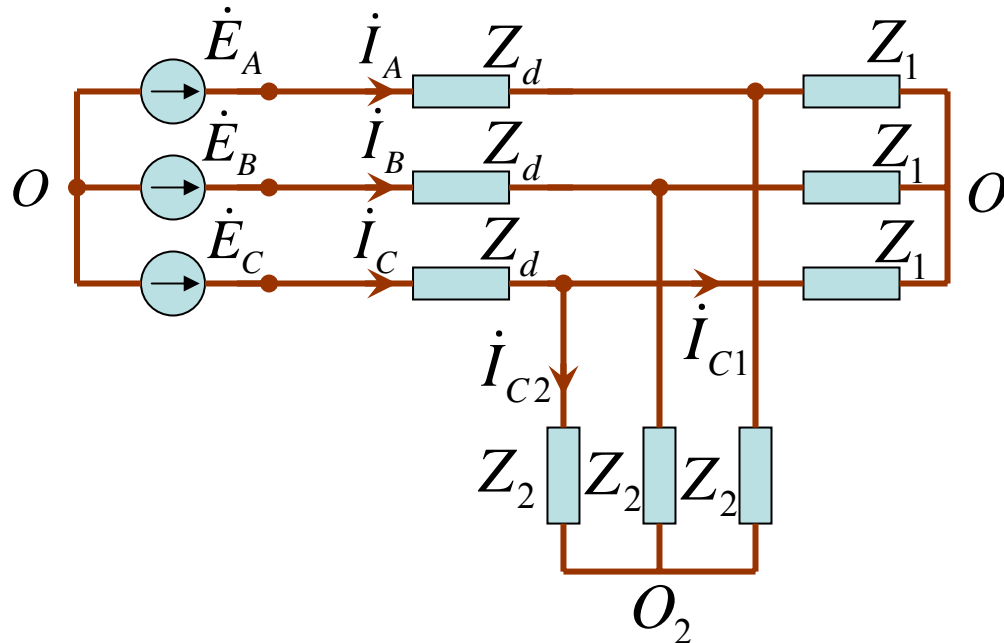 Ė_A İ_A Z_d Z_1
Ė_B İ_B Z_d Z_1
O O
Ė_C İ_C Z_d Z_1
İ_C2 İ_C1
Z_2 Z_2 Z_2
O_2